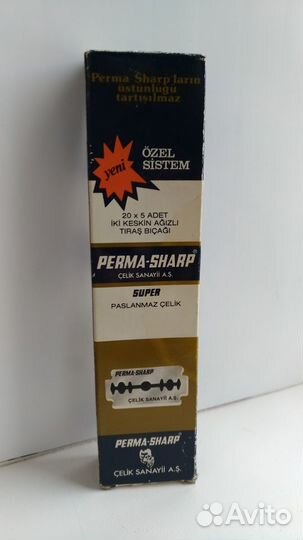 Perma Sharp'ların
üstünlüğü
tartışılmaz
yeni
ÖZEL
SİSTEM
20 x 5 ADET
İKİ KESKİN AĞIZLI
TIRAŞ BIÇAĞI
PERMA-SHARP
ÇELİK SANAYİİ A.Ş.
SUPER
PASLANMAZ ÇELİK
PERMA-SHARP
ÇELİK SANAYİİ A.Ş.
PERMA-SHARP
ÇELİK SANAYİİ A.Ş.
Avito